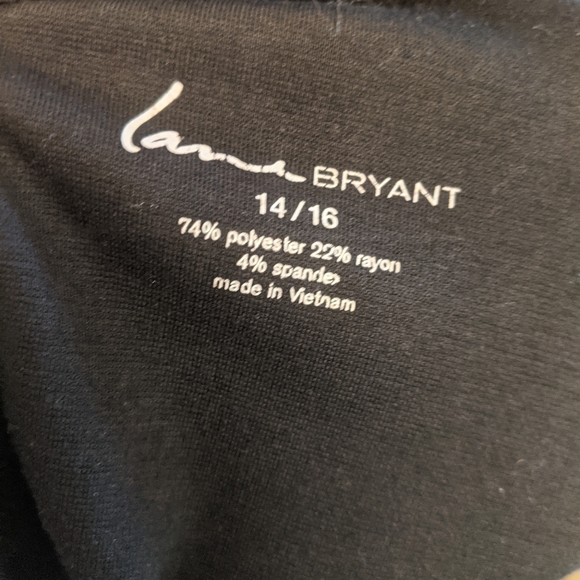 Lane BRYANT
14/16
74% polyester 22% rayon
4% spandex
made in Vietnam